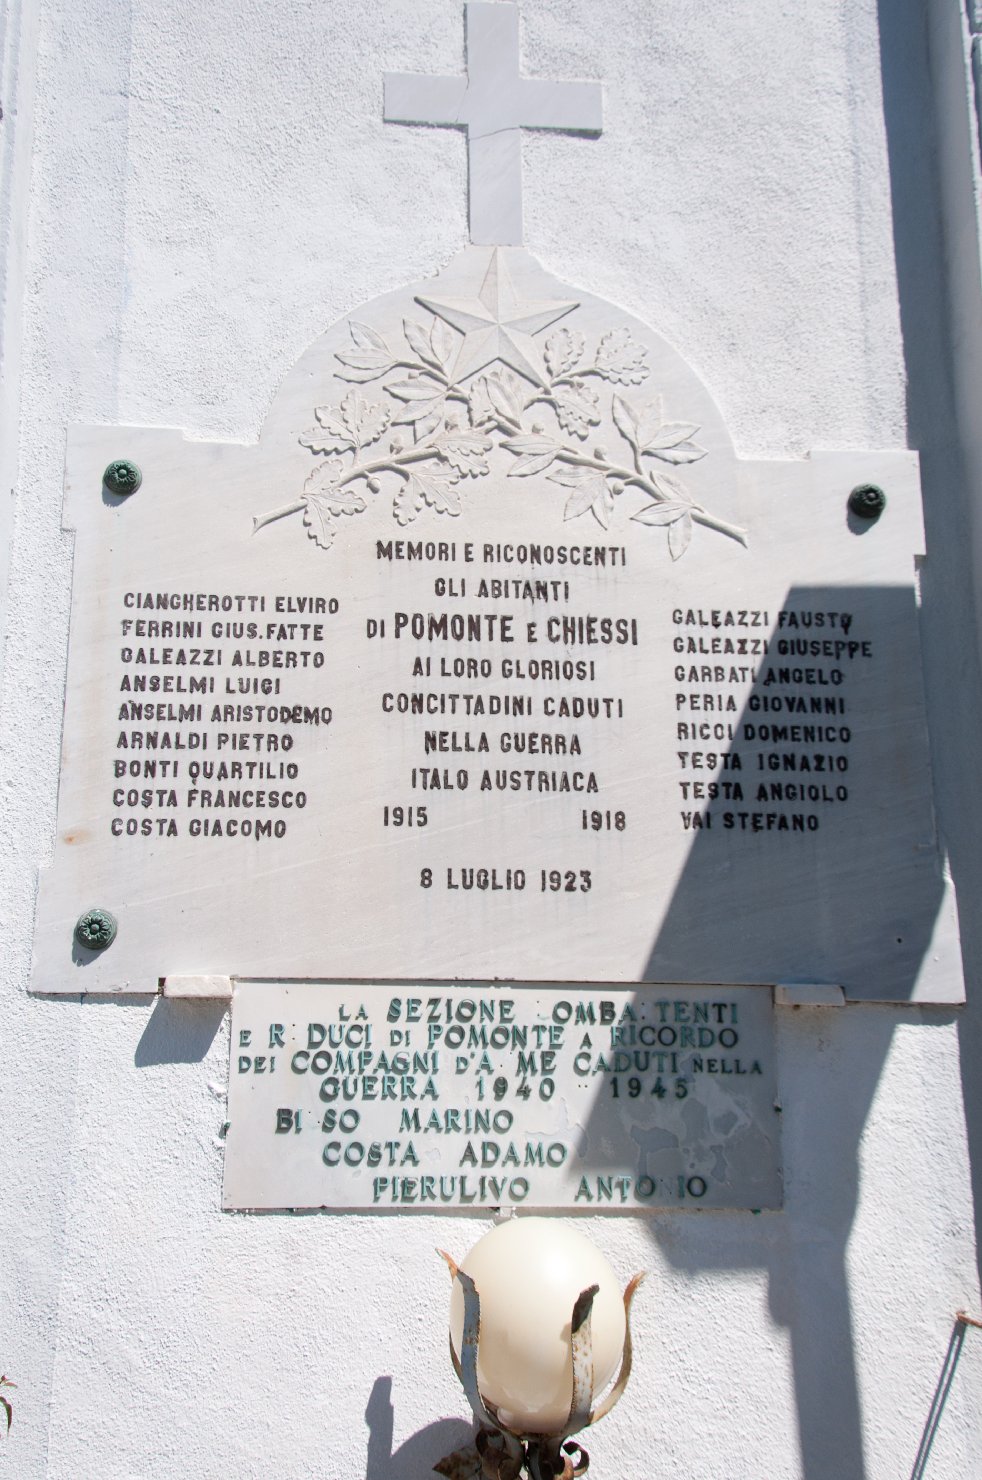 MEMORI E RICONOSCENTI
GLI ABITANTI
DI POMONTE E CHIESSI
AI LORO GLORIOSI
CONCITTADINI CADUTI
NELLA GUERRA
ITALO AUSTRIACA
1915 1918
8 LUGLIO 1923
CIANGHEROTTI ELVIRO
FERRINI GIUS. FATTE
GALEAZZI ALBERTO
ANSELMI LUIGI
ANSELMI ARISTODEMO
ARNALDI PIETRO
BONTI QUARTILIO
COSTA FRANCESCO
COSTA GIACOMO
GALEAZZI FAUSTO
GALEAZZI GIUSEPPE
GARBATI ANGELO
PERIA GIOVANNI
RICCI DOMENICO
TESTA IGNAZIO
TESTA ANGIOLO
VAI STEFANO
LA SEZIONE OMBA TENTI
E R DUCI DI POMONTE A RICORDO
DEI COMPAGNI D'A ME CADUTI NELLA
GUERRA 1940 1945
BI SO MARINO
COSTA ADAMO
PIERULIVO ANTO IO